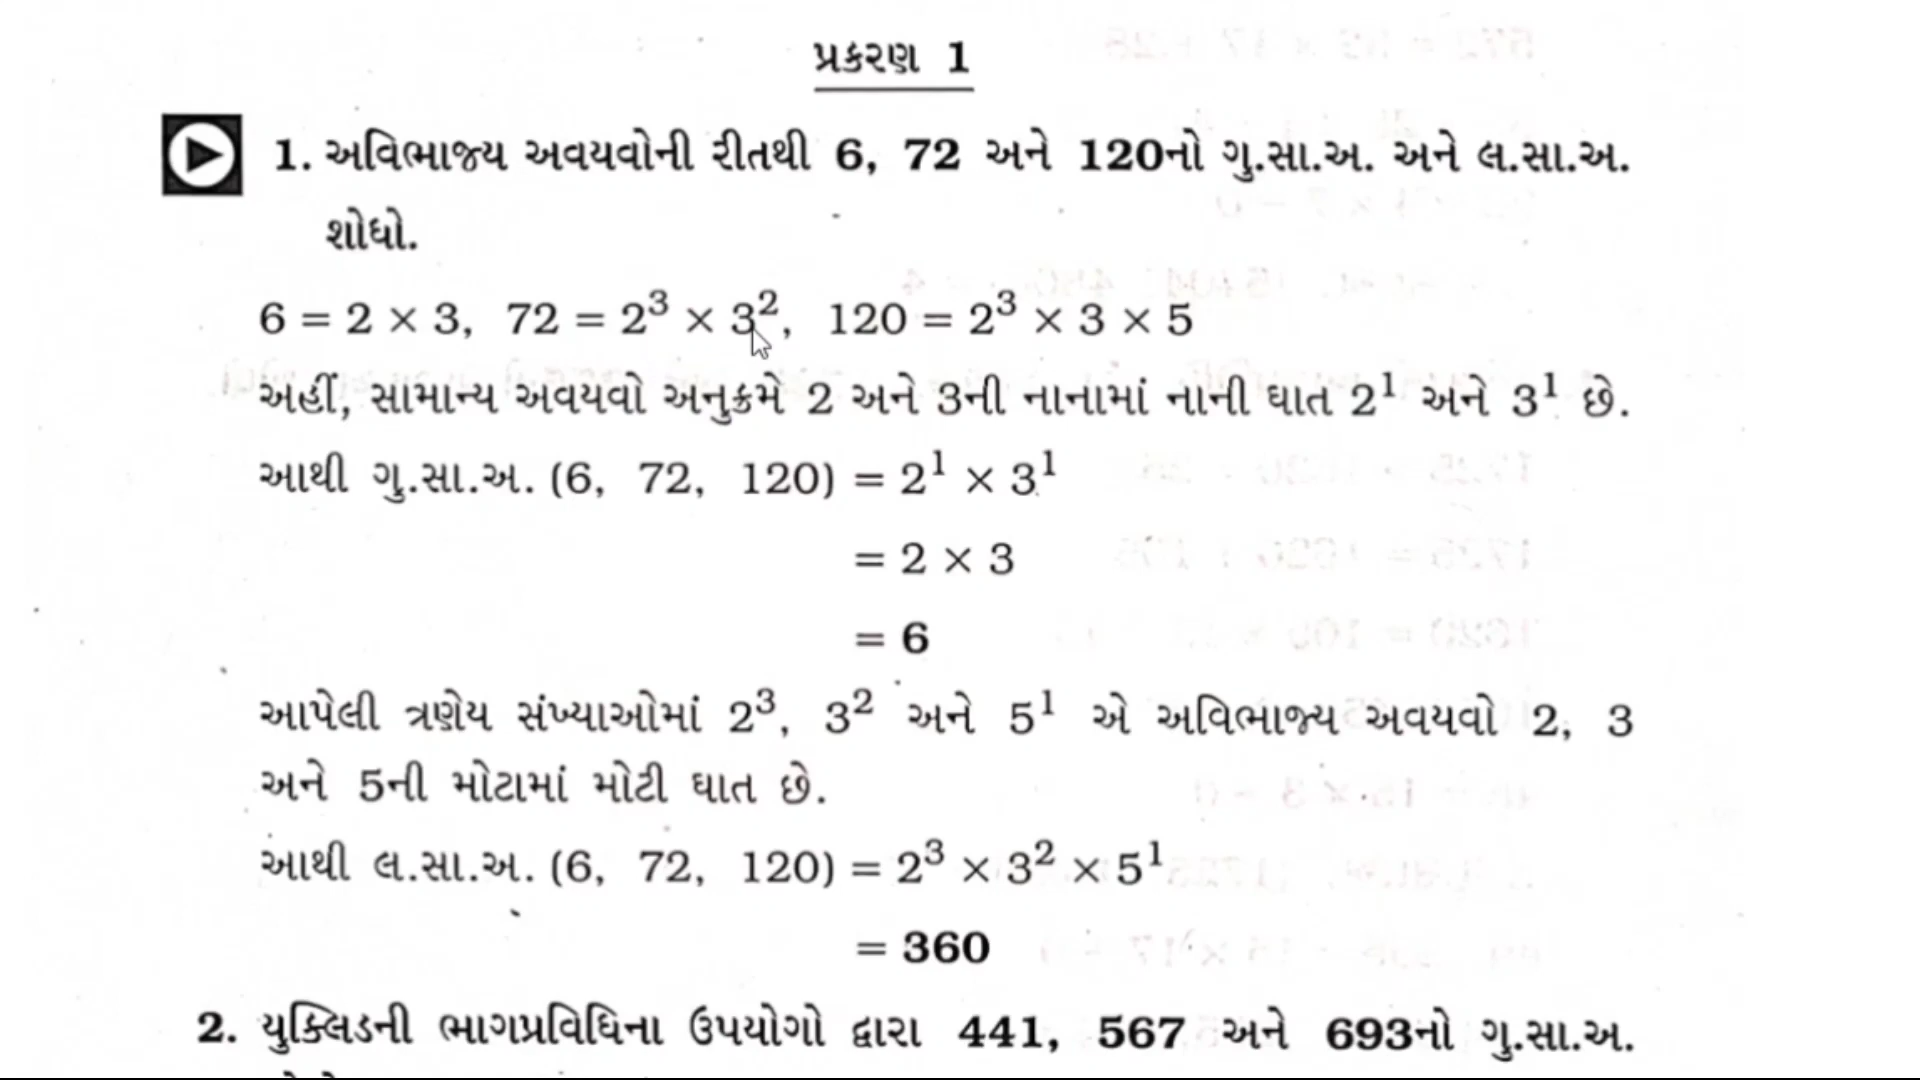 પ્રકરણ 1
1. અવિભાજ્ય અવયવોની રીતથી 6, 72 અને 120નો ગુ.સા.અ. અને લ.સા.અ.
શોધો.
6 = 2 × 3, 72 = 2³ × 3², 120 = 2³ × 3 × 5
અહીં, સામાન્ય અવયવો અનુક્રમે 2 અને 3ની નાનામાં નાની ઘાત 2¹ અને 3¹ છે.
આથી ગુ.સા.અ. (6, 72, 120) = 2¹ × 3¹
= 2 × 3
= 6
આપેલી ત્રણેય સંખ્યાઓમાં 2³, 3² અને 5¹ એ અવિભાજ્ય અવયવો 2, 3
અને 5ની મોટામાં મોટી ઘાત છે.
આથી લ.સા.અ. (6, 72, 120) = 2³ × 3² × 5¹
= 360
2. યુક્લિડની ભાગપ્રવિધિના ઉપયોગો દ્વારા 441, 567 અને 693નો ગુ.સા.અ.